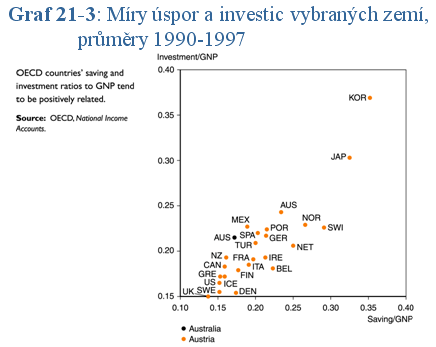 Graf 21-3: Míry úspor a investic vybraných zemí,
průměry 1990-1997
OECD countries' saving and
investment ratios to GNP tend
to be positively related.
Source: OECD, National Income
Accounts.
Investment/GNP
0.40
KOR
0.35
JAP
0.30
0.25
AUS
MEX
NOR
POR
SWI
AUS
SPA
GER
TUR
NET
0.20
NZ
FRA
IRE
CAN
ITA
BEL
GRE
FIN
US
ICE
UK
SWE
DEN
0.15
0.10 0.15 0.20 0.25 0.30 0.35 0.40
Saving/GNP
Australia
Austria